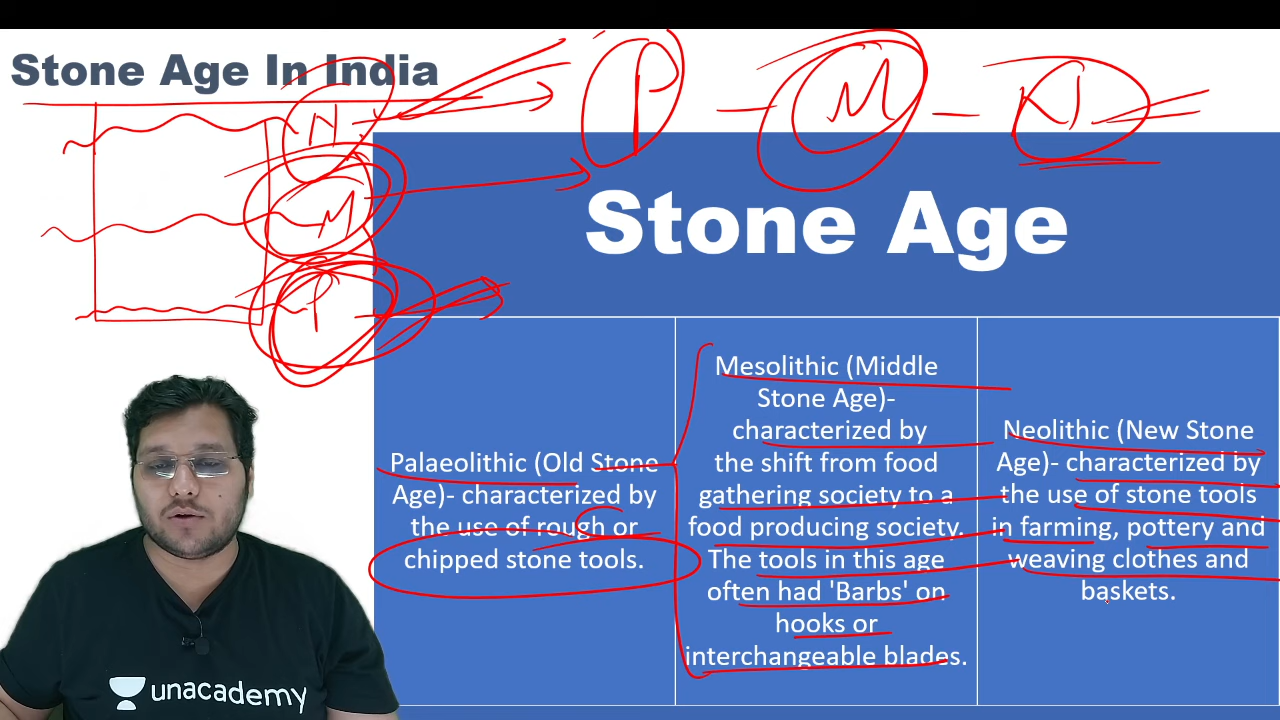 Stone Age In India
P - M - N
N
M
P
Stone Age
Palaeolithic (Old Stone
Age)- characterized by
the use of rough or
chipped stone tools.
Mesolithic (Middle
Stone Age)-
characterized by
the shift from food
gathering society to a
food producing society.
The tools in this age
often had 'Barbs' on
hooks or
interchangeable blades.
Neolithic (New Stone
Age)- characterized by
the use of stone tools
in farming, pottery and
weaving clothes and
baskets.
unacademy